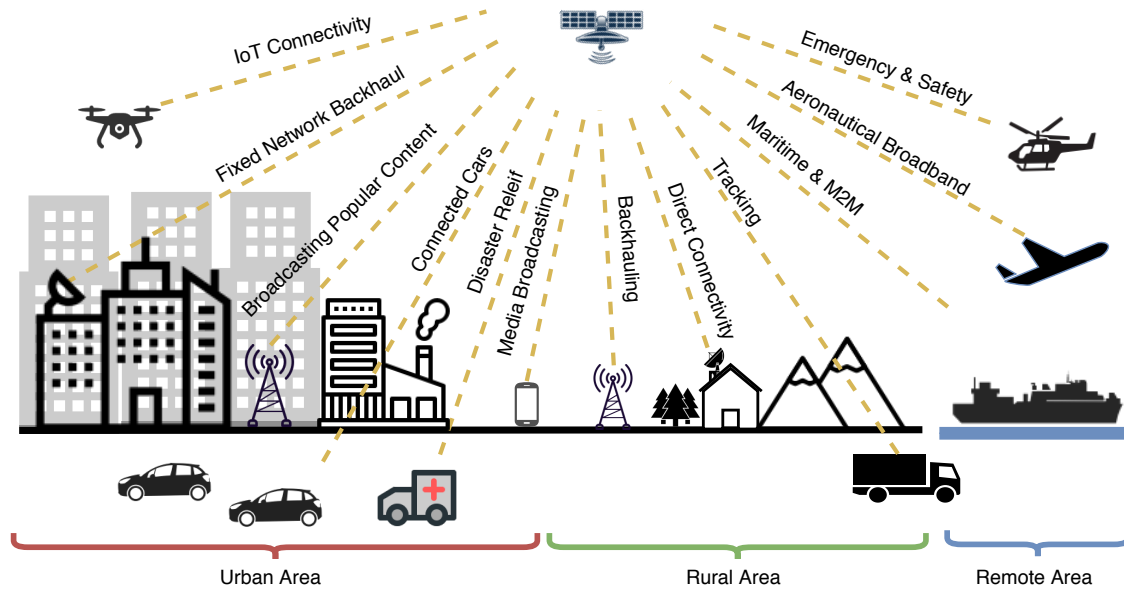 IoT Connectivity
Fixed Network Backhaul
Broadcasting Popular Content
Connected Cars
Disaster Releif
Media Broadcasting
Backhauling
Direct Connectivity
Tracking
Maritime & M2M
Aeronautical Broadband
Emergency & Safety
Urban Area
Rural Area
Remote Area